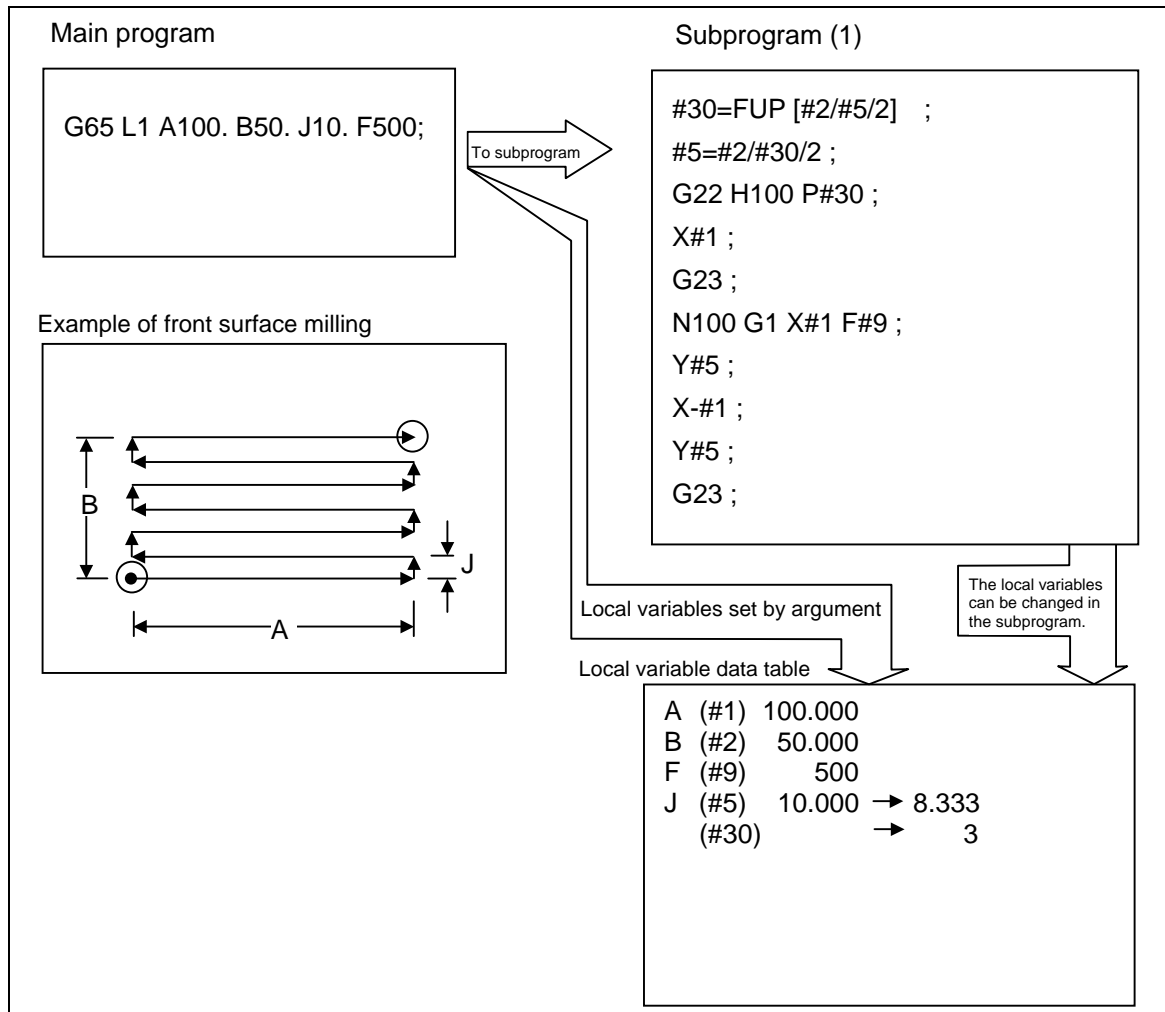 Main program
G65 L1 A100. B50. J10. F500;
To subprogram
Subprogram (1)
#30=FUP [#2/#5/2] ;
#5=#2/#30/2 ;
G22 H100 P#30 ;
X#1 ;
G23 ;
N100 G1 X#1 F#9 ;
Y#5 ;
X-#1 ;
Y#5 ;
G23 ;
Example of front surface milling
B
J
A
Local variables set by argument
The local variables
can be changed in
the subprogram.
Local variable data table
A (#1) 100.000
B (#2) 50.000
F (#9) 500
J (#5) 10.000 → 8.333
(#30) → 3